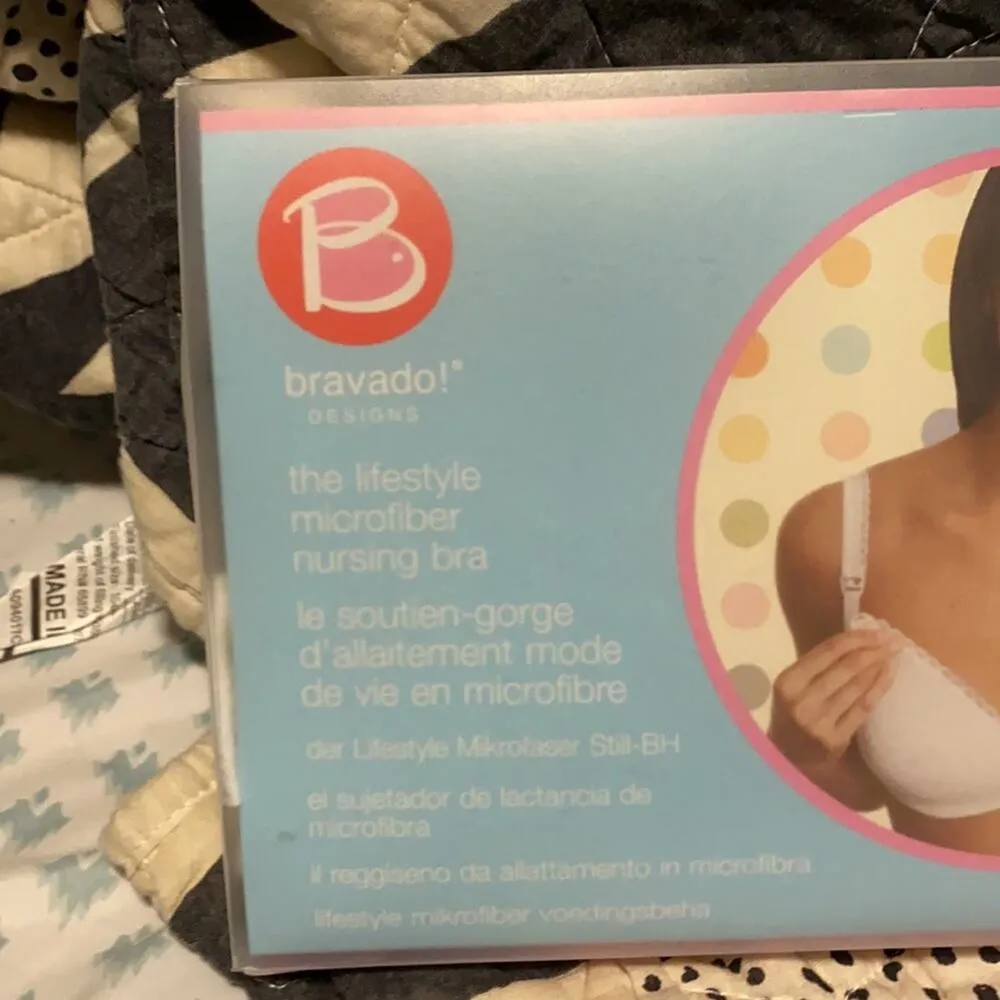 B
bravado!®
DESIGNS
the lifestyle
microfiber
nursing bra
le soutien-gorge
d'allaitement mode
de vie en microfibre
der Lifestyle Mikrofaser Still-BH
el sujetador de lactancia de
microfibra
il reggiseno da allattamento in microfibra
lifestyle mikrofiber voedingsbeha
MADE I